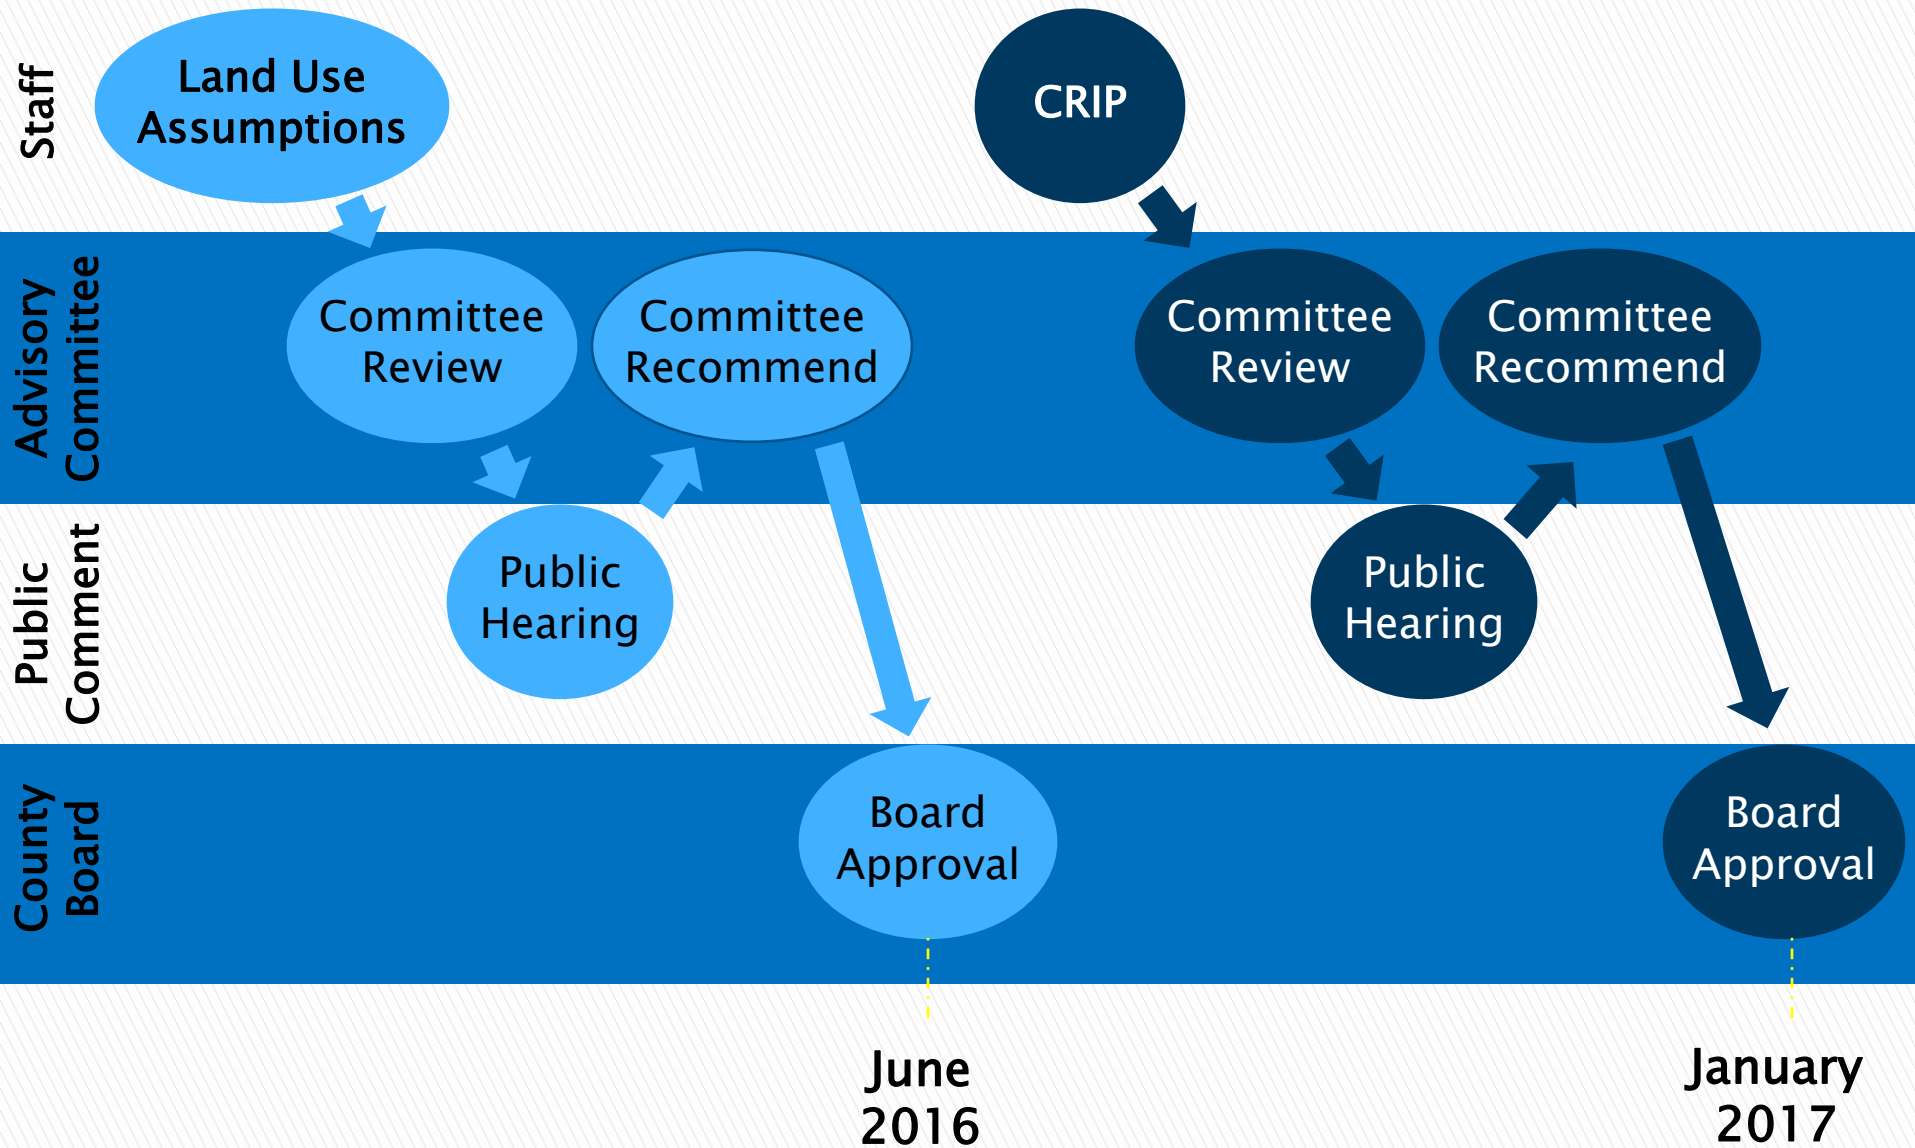 Staff
Land Use
Assumptions
CRIP
Advisory
Committee
Committee
Review
Committee
Recommend
Committee
Review
Committee
Recommend
Public
Comment
Public
Hearing
Public
Hearing
County
Board
Board
Approval
Board
Approval
June
2016
January
2017